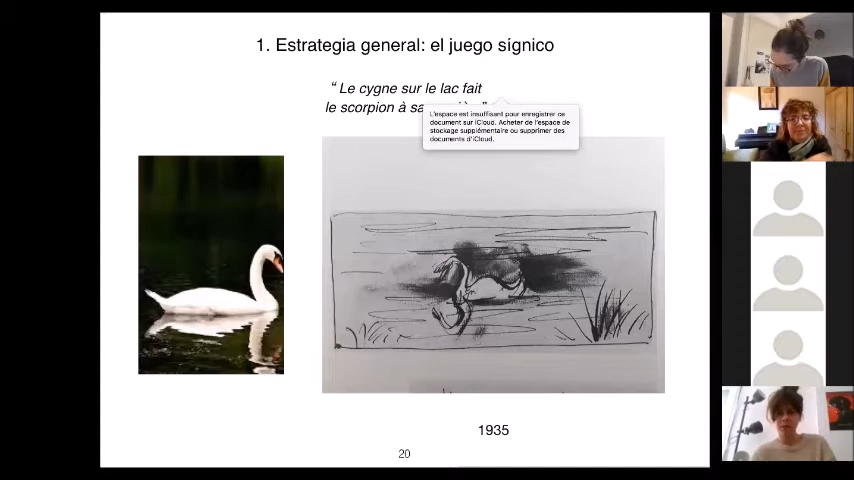 1. Estrategia general: el juego sígnico
“ Le cygne sur le lac fait
le scorpion à sa
L'espace est insuffisant pour enregistrer ce
document sur iCloud. Acheter de l'espace de
stockage supplémentaire ou supprimer des
documents d'iCloud.
1935
20